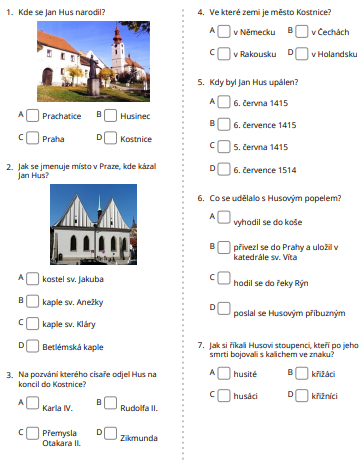 1. Kde se Jan Hus narodil?
A Prachatice B Husinec
C Praha D Kostnice
2. Jak se jmenuje místo v Praze, kde kázal
Jan Hus?
A kostel sv. Jakuba
B kaple sv. Anežky
C kaple sv. Kláry
D Betlémská kaple
3. Na pozvání kterého císaře odjel Hus na
koncil do Kostnice?
A Karla IV. B Rudolfa II.
C Přemysla
Otakara II. D Zikmunda
4. Ve které zemi je město Kostnice?
A v Německu B v Čechách
C v Rakousku D v Holandsku
5. Kdy byl Jan Hus upálen?
A 6. června 1415
B 6. července 1415
C 5. června 1415
D 6. července 1514
6. Co se udělalo s Husovým popelem?
A vyhodil se do koše
B přivezl se do Prahy a uložil v
katedrále sv. Víta
C hodil se do řeky Rýn
D poslal se Husovým příbuzným
7. Jak si říkali Husovi stoupenci, kteří po jeho
smrti bojovali s kalichem ve znaku?
A husité B křižáci
C husáci D křižníci